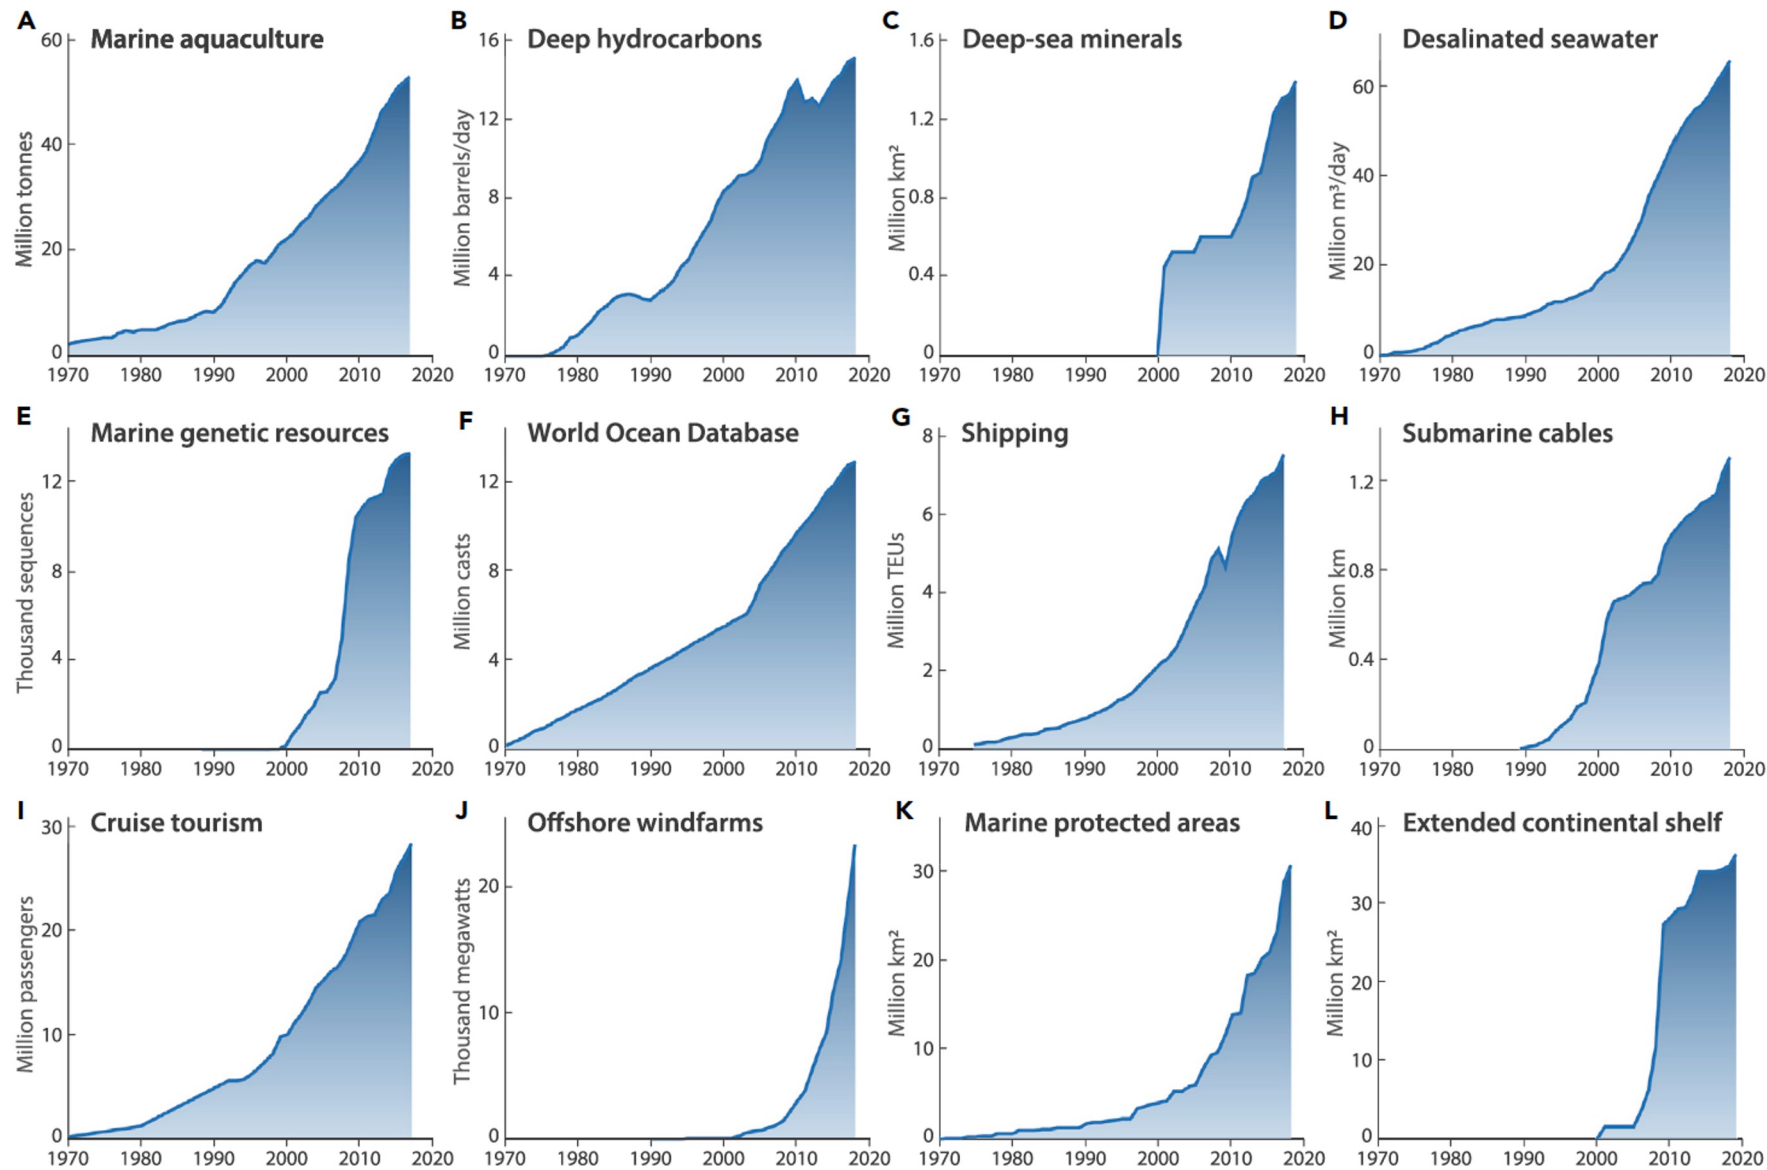 A Marine aquaculture
Million tonnes
60
40
20
0
1970 1980 1990 2000 2010 2020
B Deep hydrocarbons
Million barrels/day
16
12
8
4
0
1970 1980 1990 2000 2010 2020
C Deep-sea minerals
Million km²
1.6
1.2
0.8
0.4
0
1970 1980 1990 2000 2010 2020
D Desalinated seawater
Million m³/day
60
40
20
0
1970 1980 1990 2000 2010 2020
E Marine genetic resources
Thousand sequences
12
8
4
0
1970 1980 1990 2000 2010 2020
F World Ocean Database
Million casts
12
8
4
0
1970 1980 1990 2000 2010 2020
G Shipping
Million TEUs
8
6
4
2
0
1970 1980 1990 2000 2010 2020
H Submarine cables
Million km
1.2
0.8
0.4
0
1970 1980 1990 2000 2010 2020
I Cruise tourism
Million passengers
30
20
10
0
1970 1980 1990 2000 2010 2020
J Offshore windfarms
Thousand megawatts
20
10
0
1970 1980 1990 2000 2010 2020
K Marine protected areas
Million km²
30
20
10
0
1970 1980 1990 2000 2010 2020
L Extended continental shelf
Million km²
40
30
20
10
0
1970 1980 1990 2000 2010 2020